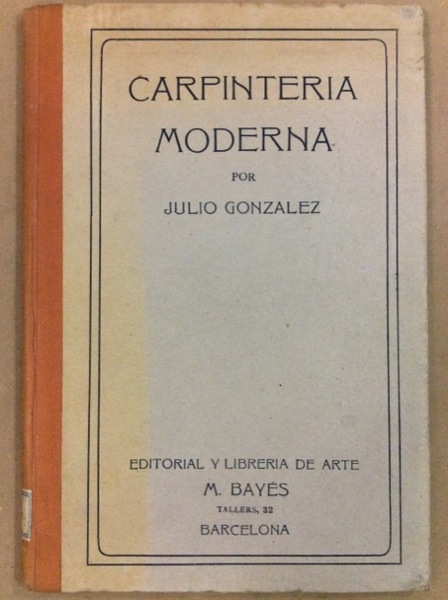 CARPINTERIA
MODERNA
POR
JULIO GONZALEZ
EDITORIAL Y LIBRERIA DE ARTE
M. BAYÉS
TALLERS, 32
BARCELONA